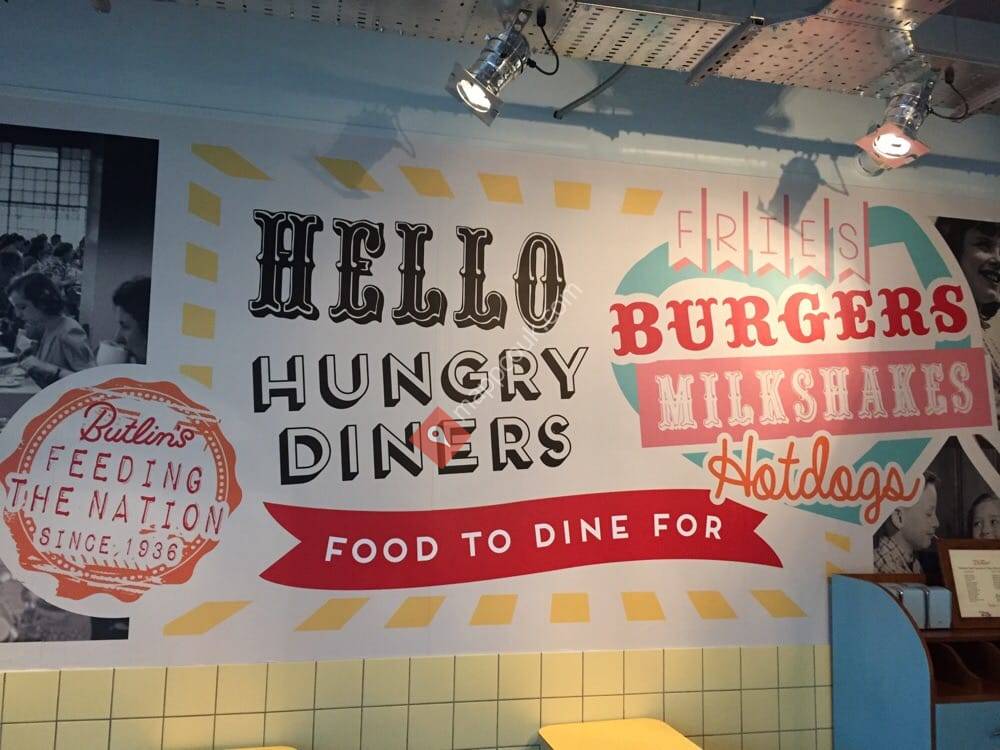 HELLO
HUNGRY
DINERS
FOOD TO DINE FOR
FRIES
BURGERS
MILKSHAKES
Hotdogs
Butlin's
FEEDING
THE NATION
SINCE 1936